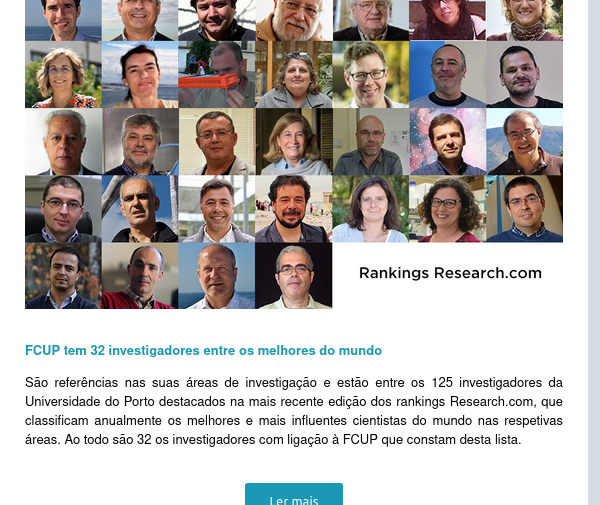 Rankings Research.com
FCUP tem 32 investigadores entre os melhores do mundo
São referências nas suas áreas de investigação e estão entre os 125 investigadores da
Universidade do Porto destacados na mais recente edição dos rankings Research.com, que
classificam anualmente os melhores e mais influentes cientistas do mundo nas respetivas
áreas. Ao todo são 32 os investigadores com ligação à FCUP que constam desta lista.
Ler mais